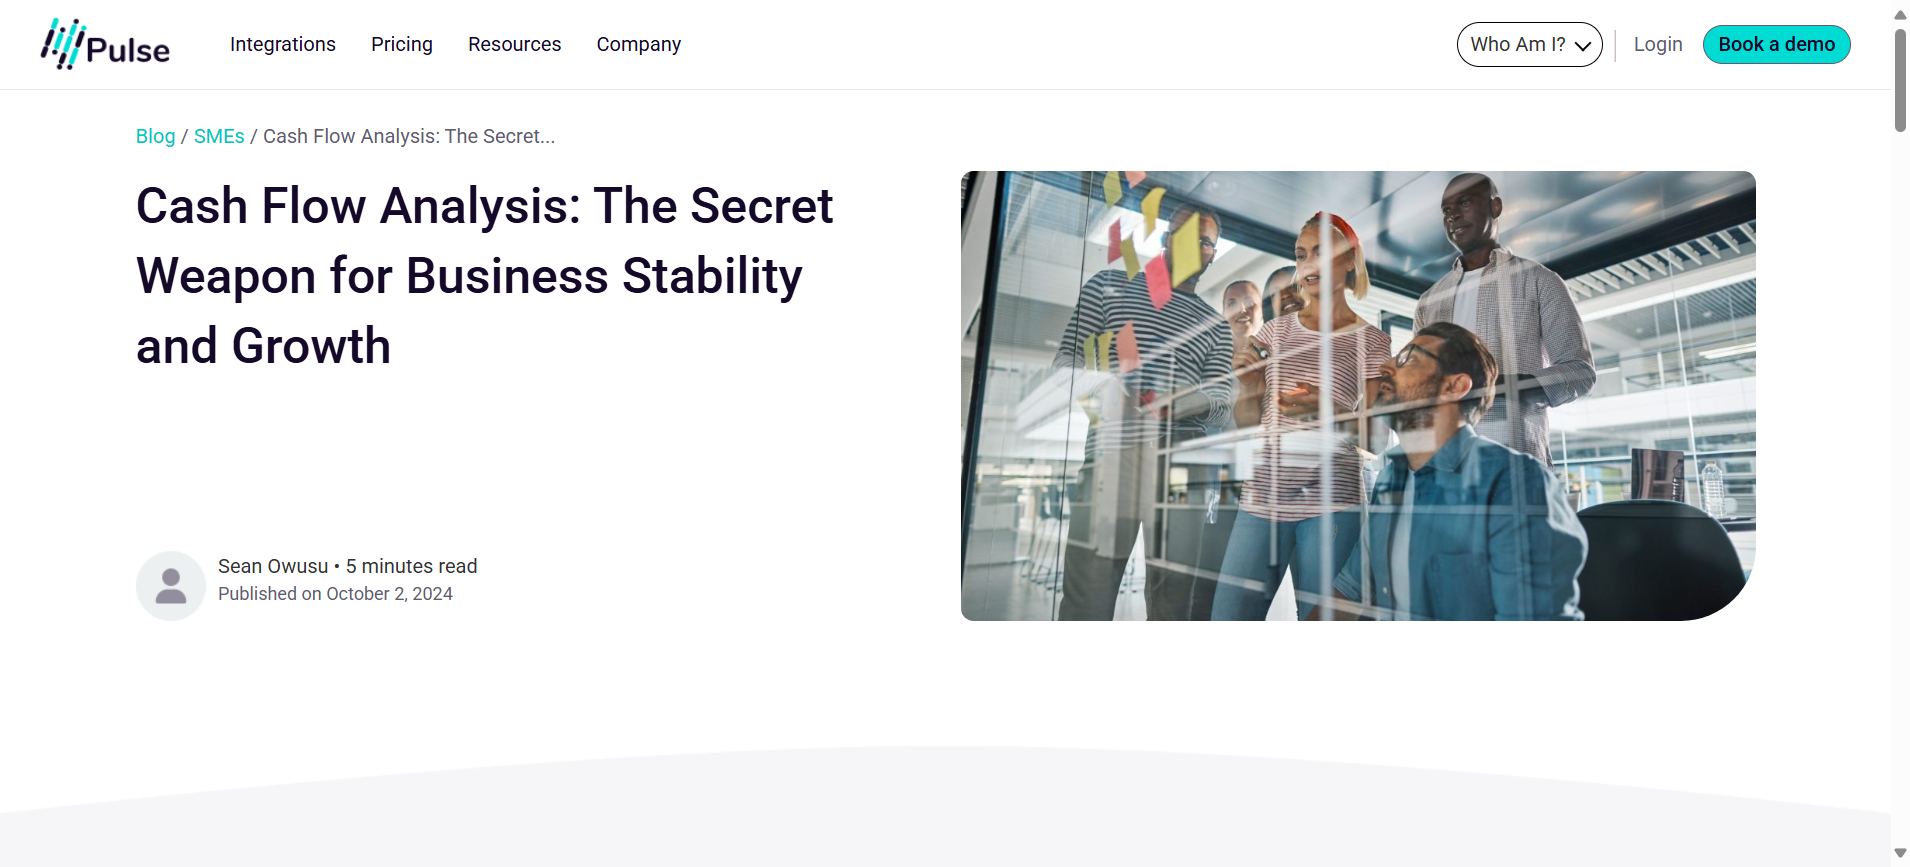 Pulse
Integrations
Pricing
Resources
Company
Who Am I?
Login
Book a demo
Blog / SMEs / Cash Flow Analysis: The Secret...
Cash Flow Analysis: The Secret
Weapon for Business Stability
and Growth
Sean Owusu • 5 minutes read
Published on October 2, 2024